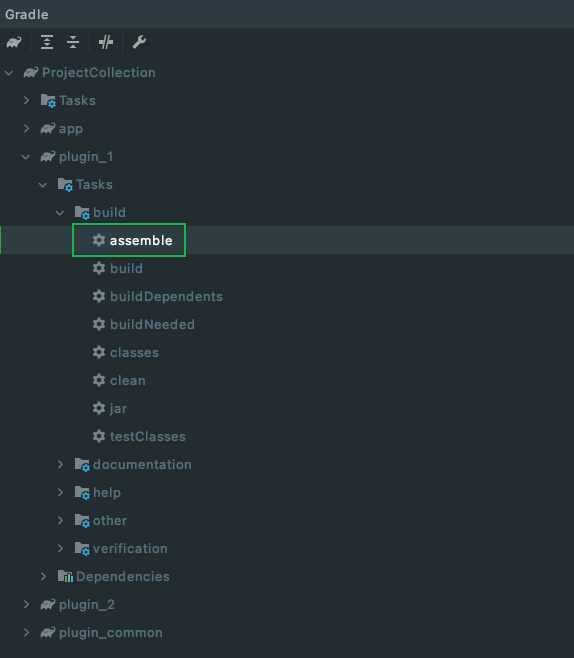 Gradle
ProjectCollection
Tasks
app
plugin_1
Tasks
build
assemble
build
buildDependents
buildNeeded
classes
clean
jar
testClasses
documentation
help
other
verification
Dependencies
plugin_2
plugin_common